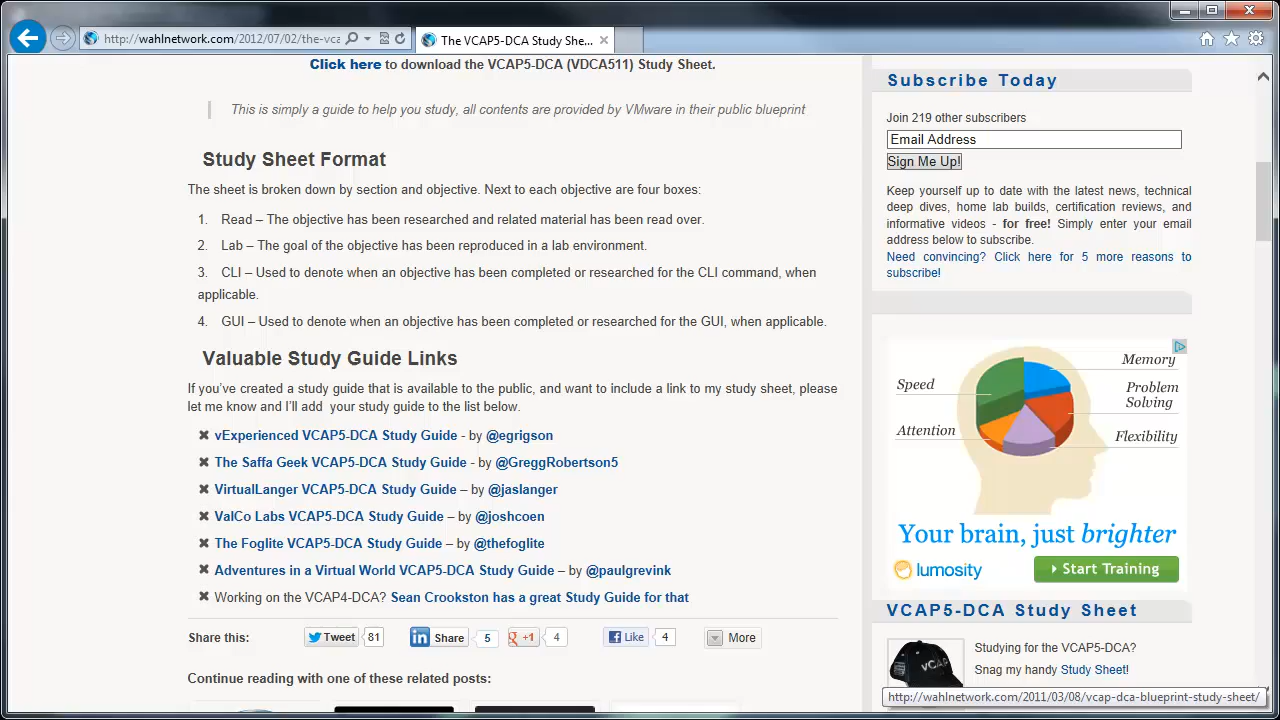 http://wahlnetwork.com/2012/07/02/the-vca
The VCAP5-DCA Study She...
Click here to download the VCAP5-DCA (VDCA511) Study Sheet.
This is simply a guide to help you study, all contents are provided by VMware in their public blueprint
Study Sheet Format
The sheet is broken down by section and objective. Next to each objective are four boxes:
1. Read – The objective has been researched and related material has been read over.
2. Lab – The goal of the objective has been reproduced in a lab environment.
3. CLI – Used to denote when an objective has been completed or researched for the CLI command, when
applicable.
4. GUI – Used to denote when an objective has been completed or researched for the GUI, when applicable.
Valuable Study Guide Links
If you've created a study guide that is available to the public, and want to include a link to my study sheet, please
let me know and I'll add your study guide to the list below.
vExperienced VCAP5-DCA Study Guide - by @egrigson
The Saffa Geek VCAP5-DCA Study Guide - by @GreggRobertson5
VirtualLanger VCAP5-DCA Study Guide – by @jaslanger
ValCo Labs VCAP5-DCA Study Guide – by @joshcoen
The Foglite VCAP5-DCA Study Guide – by @thefoglite
Adventures in a Virtual World VCAP5-DCA Study Guide – by @paulgrevink
Working on the VCAP4-DCA? Sean Crookston has a great Study Guide for that
Share this:
Tweet 81
in Share 5
g +1 4
f Like 4
More
Continue reading with one of these related posts:
Subscribe Today
Join 219 other subscribers
Email Address
Sign Me Up!
Keep yourself up to date with the latest news, technical
deep dives, home lab builds, certification reviews, and
informative videos - for free! Simply enter your email
address below to subscribe.
Need convincing? Click here for 5 more reasons to
subscribe!
Memory
Speed
Problem
Solving
Attention
Flexibility
Your brain, just brighter
lumosity
Start Training
VCAP5-DCA Study Sheet
vCAP
Studying for the VCAP5-DCA?
Snag my handy Study Sheet!
http://wahlnetwork.com/2011/03/08/vcap-dca-blueprint-study-sheet/